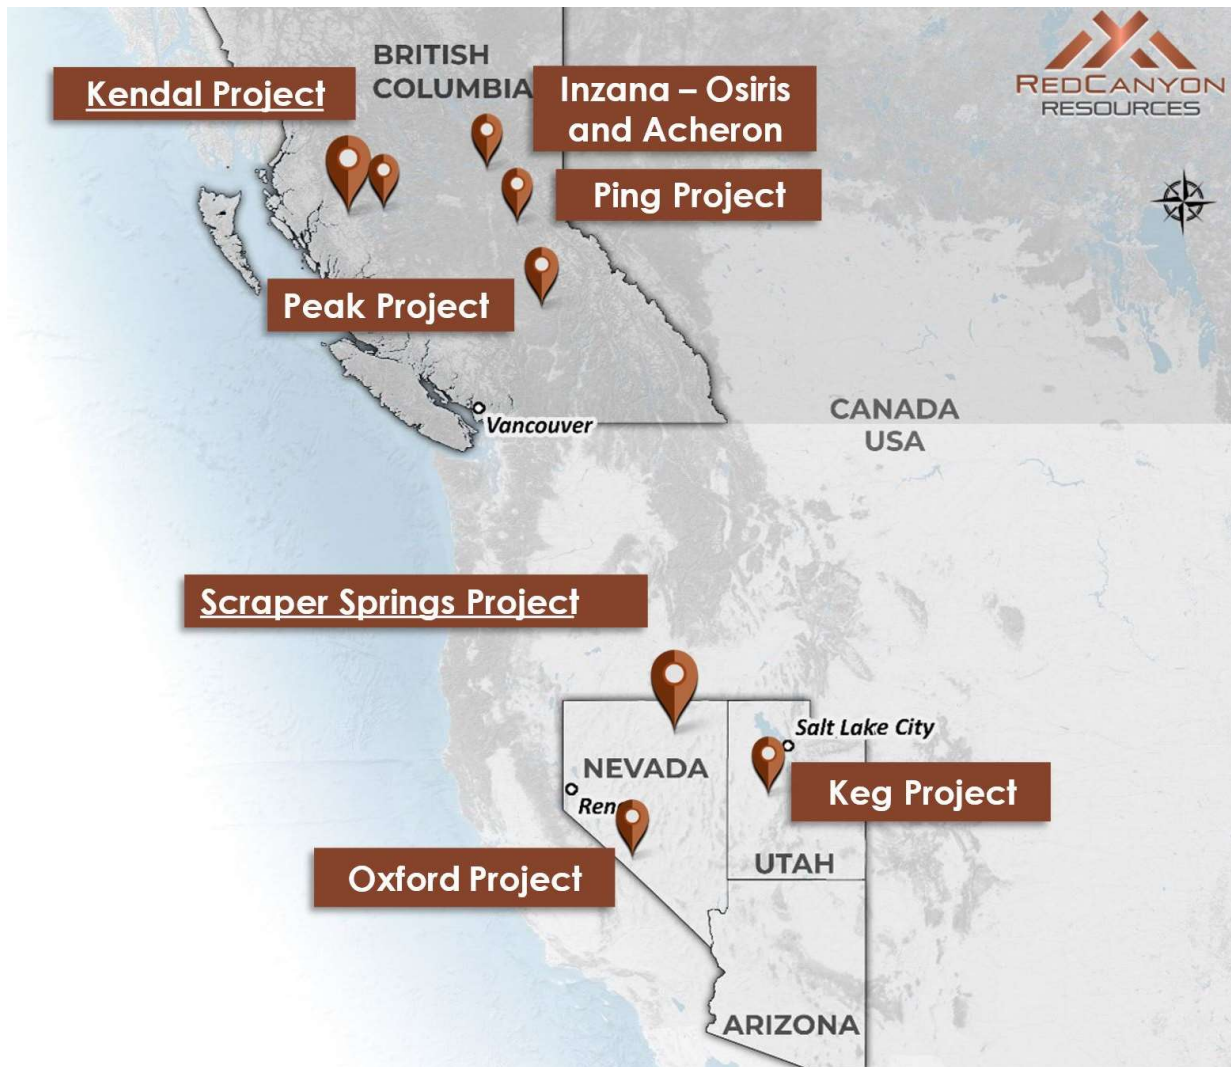 BRITISH
COLUMBIA
Kendal Project
Inzana – Osiris
and Acheron
REDCANYON
RESOURCES
Ping Project
Peak Project
Vancouver
CANADA
USA
Scraper Springs Project
Salt Lake City
NEVADA
Keg Project
Ren
UTAH
Oxford Project
ARIZONA